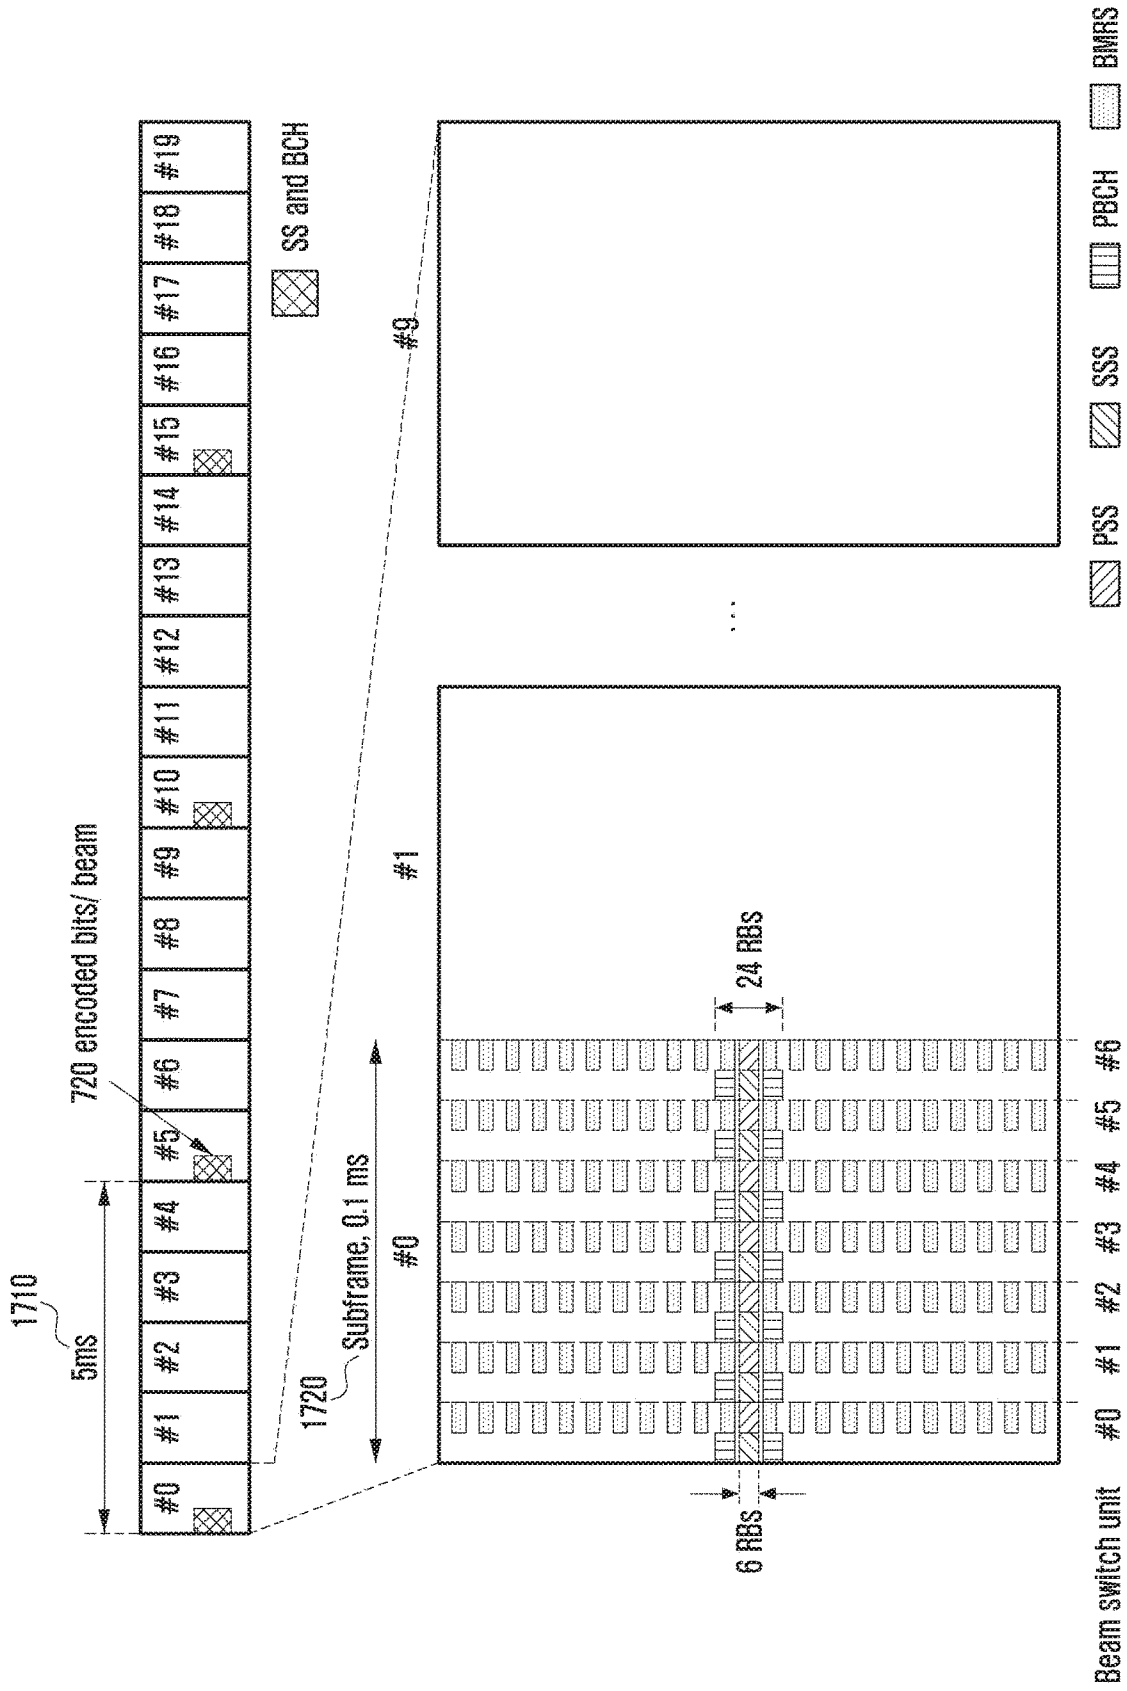 1710
5ms
720 encoded bits/ beam
#0 #1 #2 #3 #4 #5 #6 #7 #8 #9 #10 #11 #12 #13 #14 #15 #16 #17 #18 #19
SS and BCH
1720
Subframe, 0.1 ms
#0 #1 #9
6 RBs
24 RBs
...
Beam switch unit #0 #1 #2 #3 #4 #5 #6
PSS SSS PBCH BMRS